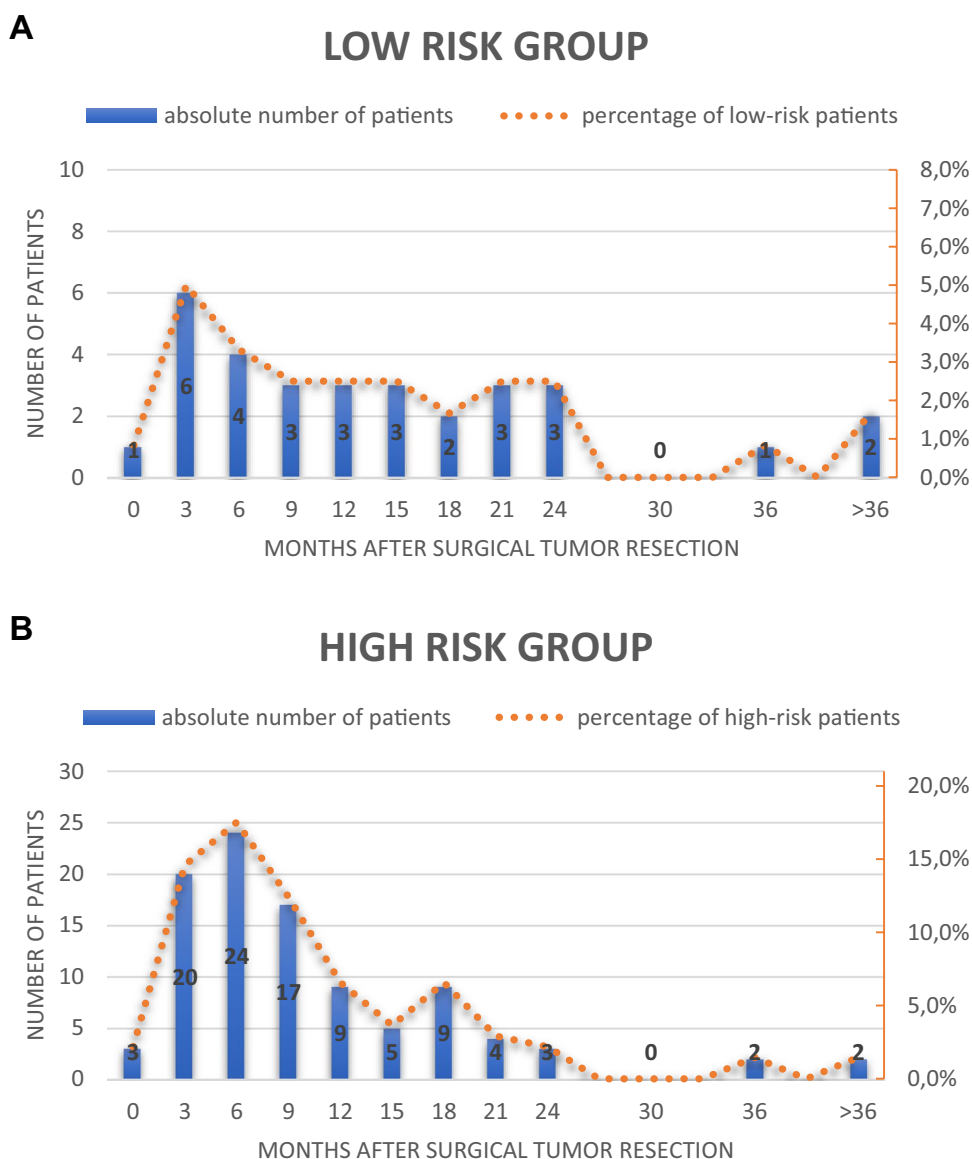 A
LOW RISK GROUP
absolute number of patients percentage of low-risk patients
10 8,0%
7,0%
8 6,0%
6 5,0%
4,0%
4 3,0%
2 2,0%
1,0%
0 0,0%
NUMBER OF PATIENTS
1 6 4 3 3 3 2 3 3 0 1 2
0 3 6 9 12 15 18 21 24 30 36 >36
MONTHS AFTER SURGICAL TUMOR RESECTION
B
HIGH RISK GROUP
absolute number of patients percentage of high-risk patients
30 20,0%
25
20 15,0%
15
10 10,0%
5 5,0%
0 0,0%
NUMBER OF PATIENTS
3 20 24 17 9 5 9 4 3 0 2 2
0 3 6 9 12 15 18 21 24 30 36 >36
MONTHS AFTER SURGICAL TUMOR RESECTION